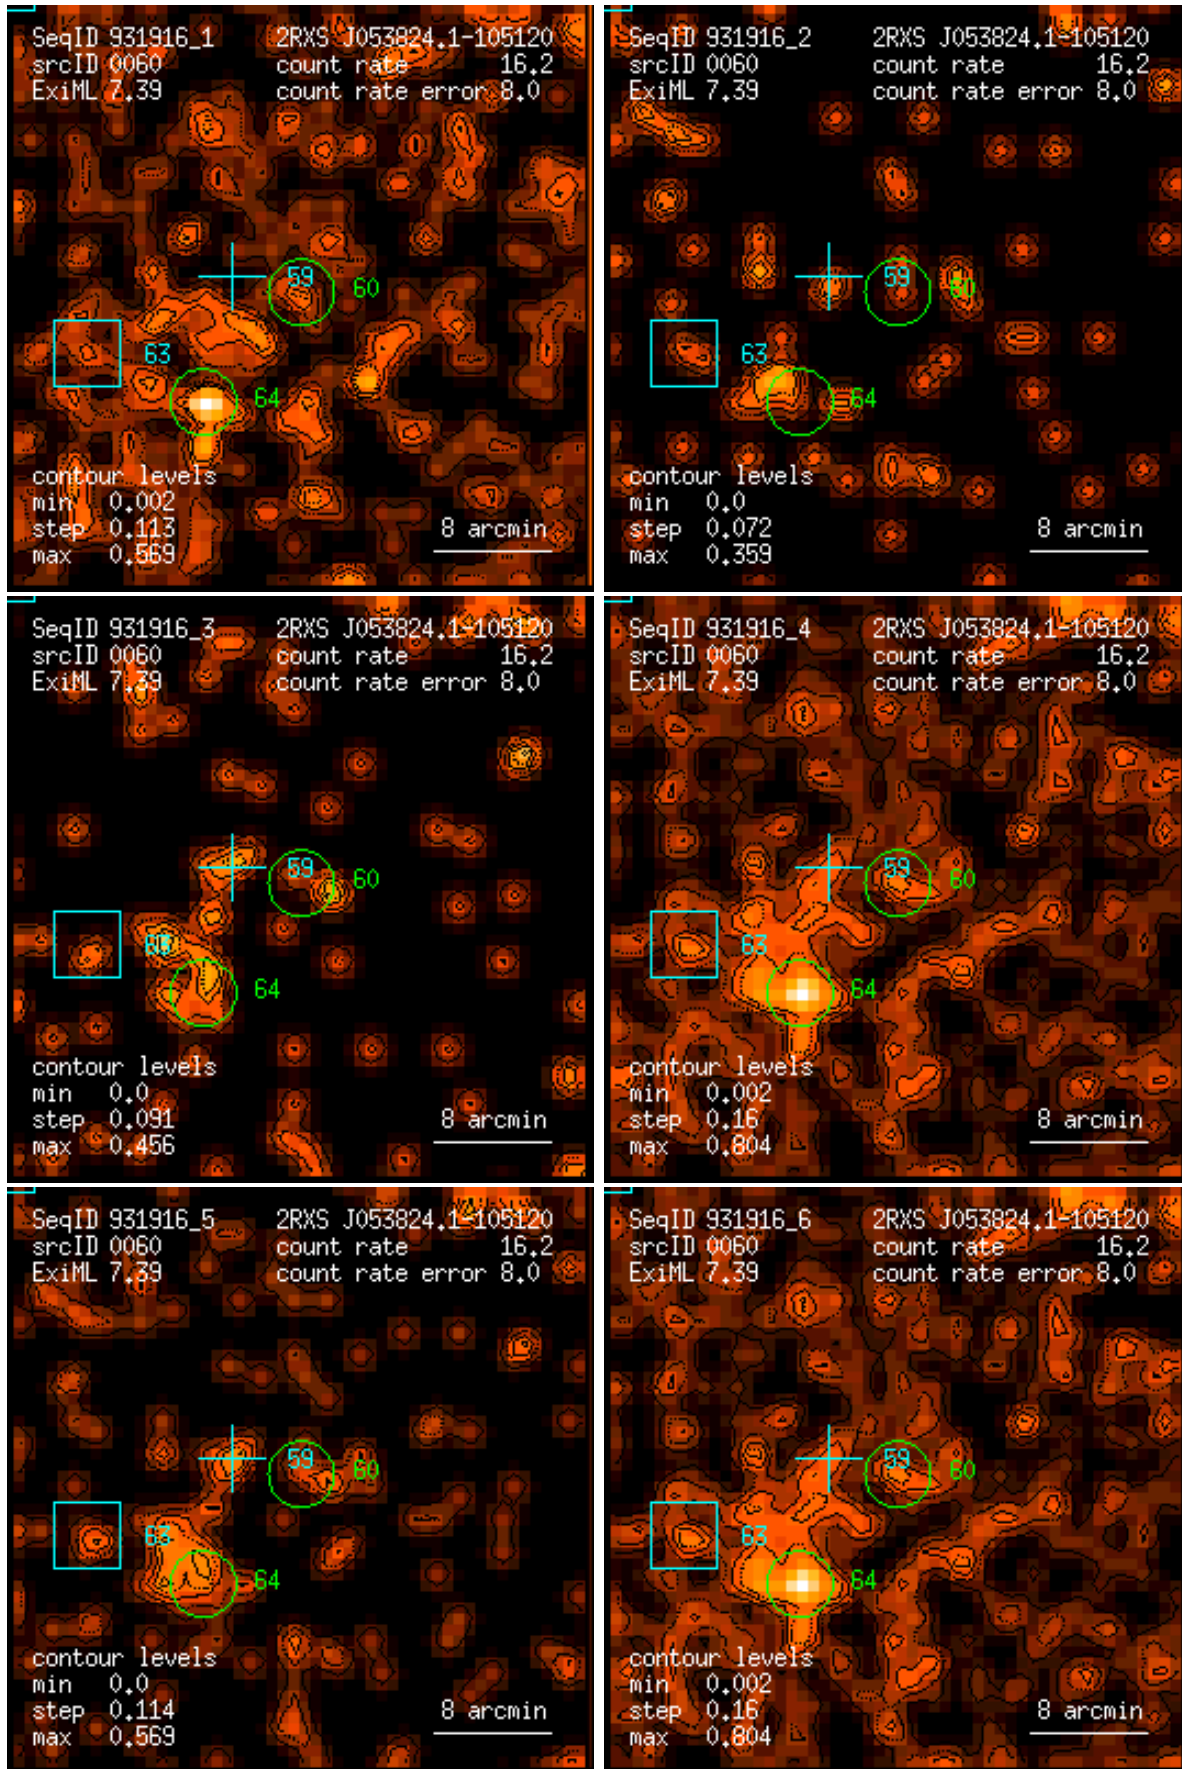 SeqID 931916_1 2RXS J053824.1-105120
srcID 0060 count rate 16.2
ExiML 7.39 count rate error 8.0
59
60
63
64
contour levels
min 0.002
step 0.113
max 0.569
8 arcmin
SeqID 931916_2 2RXS J053824.1-105120
srcID 0060 count rate 16.2
ExiML 7.39 count rate error 8.0
59
60
63
64
contour levels
min 0.0
step 0.072
max 0.359
8 arcmin
SeqID 931916_3 2RXS J053824.1-105120
srcID 0060 count rate 16.2
ExiML 7.39 count rate error 8.0
59
60
63
64
contour levels
min 0.0
step 0.091
max 0.456
8 arcmin
SeqID 931916_4 2RXS J053824.1-105120
srcID 0060 count rate 16.2
ExiML 7.39 count rate error 8.0
59
60
63
64
contour levels
min 0.002
step 0.16
max 0.804
8 arcmin
SeqID 931916_5 2RXS J053824.1-105120
srcID 0060 count rate 16.2
ExiML 7.39 count rate error 8.0
59
60
63
64
contour levels
min 0.0
step 0.114
max 0.569
8 arcmin
SeqID 931916_6 2RXS J053824.1-105120
srcID 0060 count rate 16.2
ExiML 7.39 count rate error 8.0
59
60
63
64
contour levels
min 0.002
step 0.16
max 0.804
8 arcmin